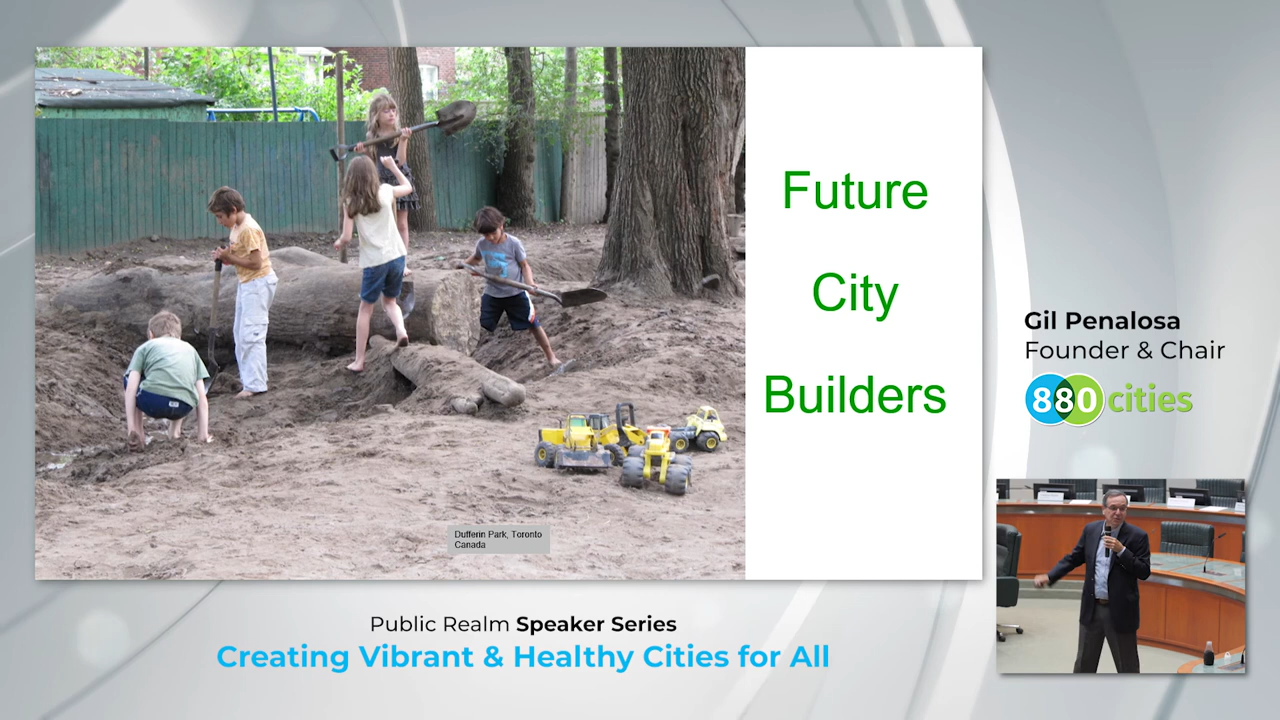 Future
City
Builders
Dufferin Park, Toronto
Canada
Gil Penalosa
Founder & Chair
880 cities
Public Realm Speaker Series
Creating Vibrant & Healthy Cities for All